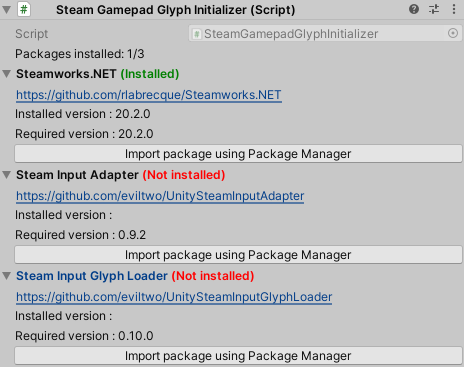 Steam Gamepad Glyph Initializer (Script)
Script SteamGamepadGlyphInitializer
Packages installed: 1/3
Steamworks.NET (Installed)
https://github.com/rlabrecque/Steamworks.NET
Installed version : 20.2.0
Required version : 20.2.0
Import package using Package Manager
Steam Input Adapter (Not installed)
https://github.com/eviltwo/UnitySteamInputAdapter
Installed version :
Required version : 0.9.2
Import package using Package Manager
Steam Input Glyph Loader (Not installed)
https://github.com/eviltwo/UnitySteamInputGlyphLoader
Installed version :
Required version : 0.10.0
Import package using Package Manager